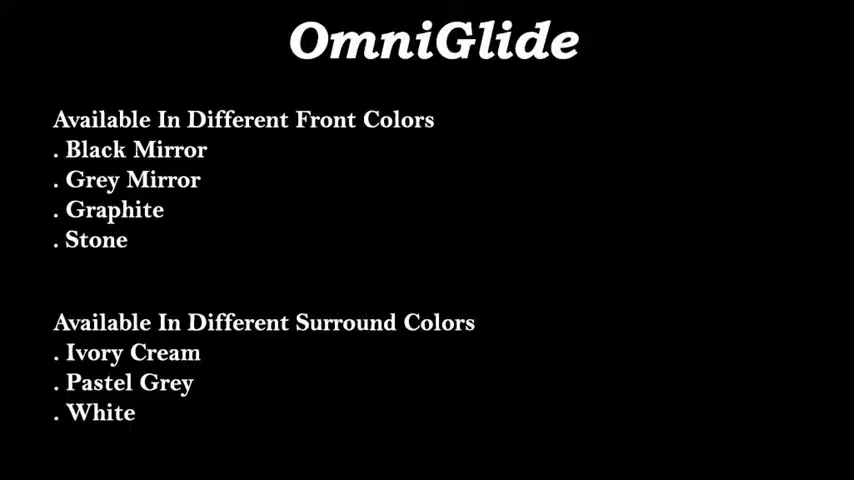 OmniGlide
Available In Different Front Colors
. Black Mirror
. Grey Mirror
. Graphite
. Stone
Available In Different Surround Colors
. Ivory Cream
. Pastel Grey
. White